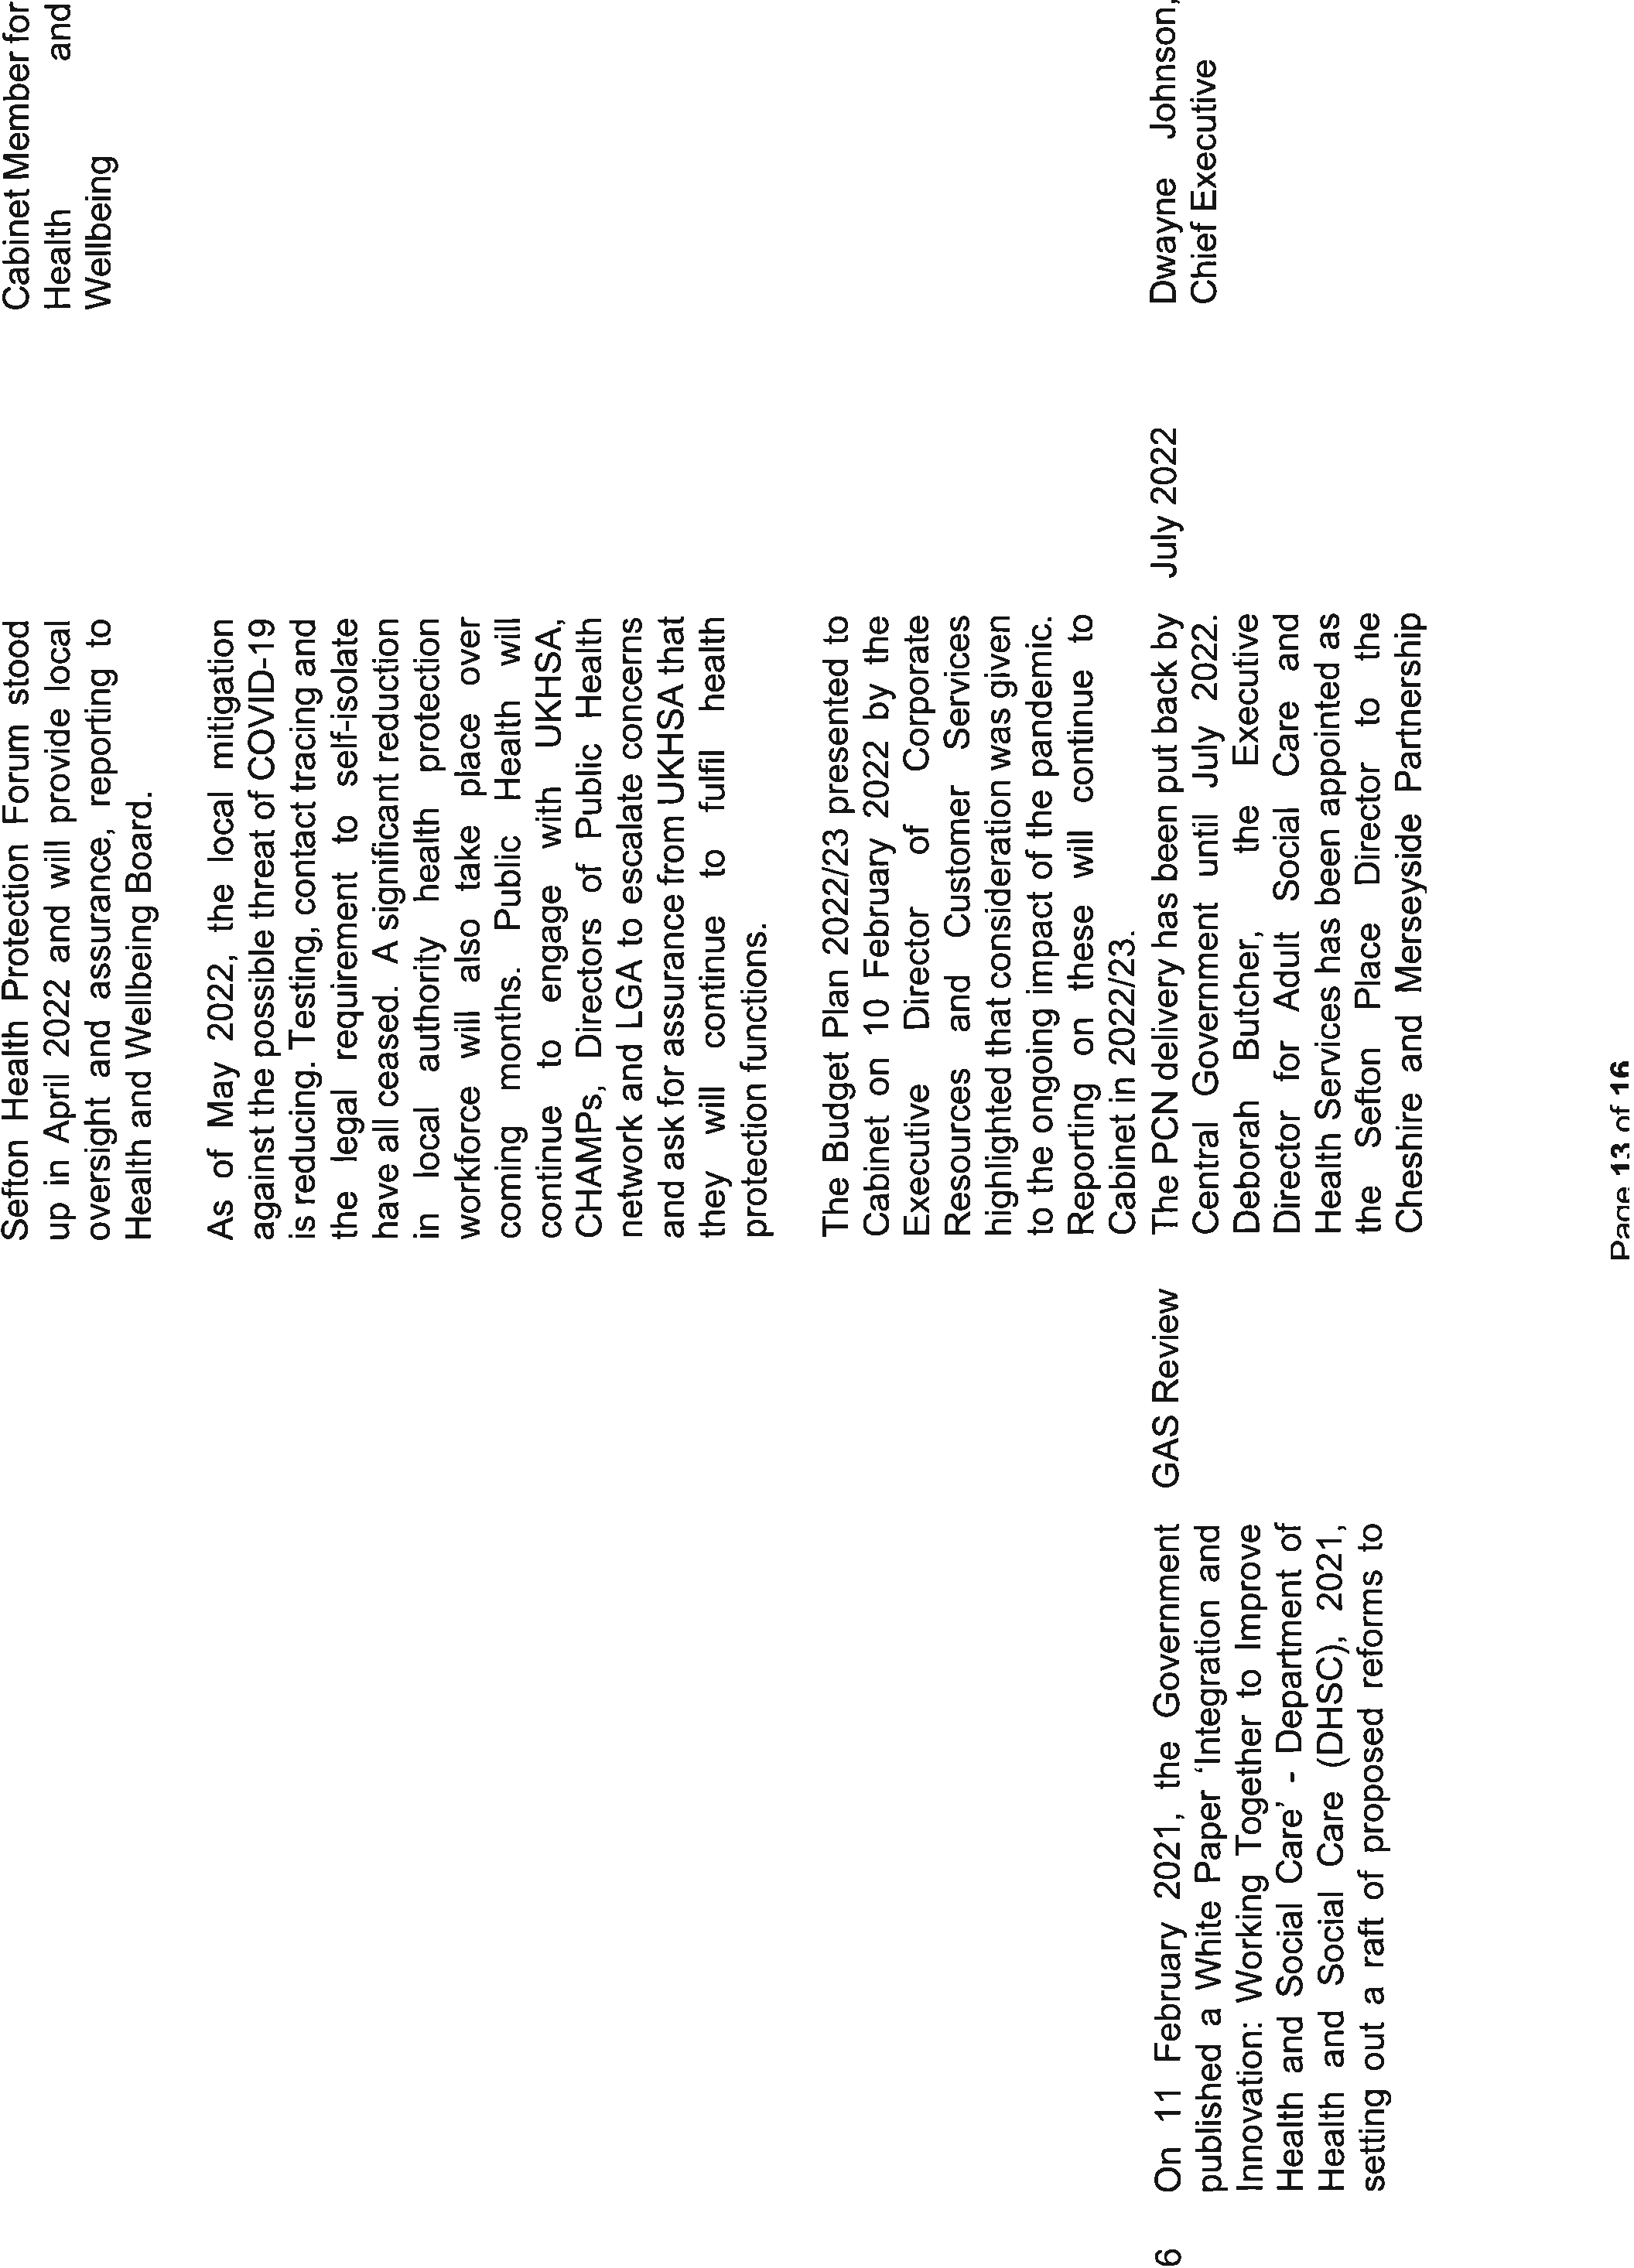 Sefton Health Protection Forum stood
up in April 2022 and will provide local
oversight and assurance, reporting to
Health and Wellbeing Board.
As of May 2022, the local mitigation
against the possible threat of COVID-19
is reducing. Testing, contact tracing and
the legal requirement to self-isolate
have all ceased. A significant reduction
in local authority health protection
workforce will also take place over
coming months. Public Health will
continue to engage with UKHSA,
CHAMPs, Directors of Public Health
network and LGA to escalate concerns
and ask for assurance from UKHSA that
they will continue to fulfil health
protection functions.
The Budget Plan 2022/23 presented to
Cabinet on 10 February 2022 by the
Executive Director of Corporate
Resources and Customer Services
highlighted that consideration was given
to the ongoing impact of the pandemic.
Reporting on these will continue to
Cabinet in 2022/23.
Cabinet Member for
Health and
Wellbeing
6
On 11 February 2021, the Government
published a White Paper ‘Integration and
Innovation: Working Together to Improve
Health and Social Care’ - Department of
Health and Social Care (DHSC), 2021,
setting out a raft of proposed reforms to
GAS Review
The PCN delivery has been put back by
Central Government until July 2022.
Deborah Butcher, the Executive
Director for Adult Social Care and
Health Services has been appointed as
the Sefton Place Director to the
Cheshire and Merseyside Partnership
July 2022
Dwayne Johnson,
Chief Executive
Page 13 of 16